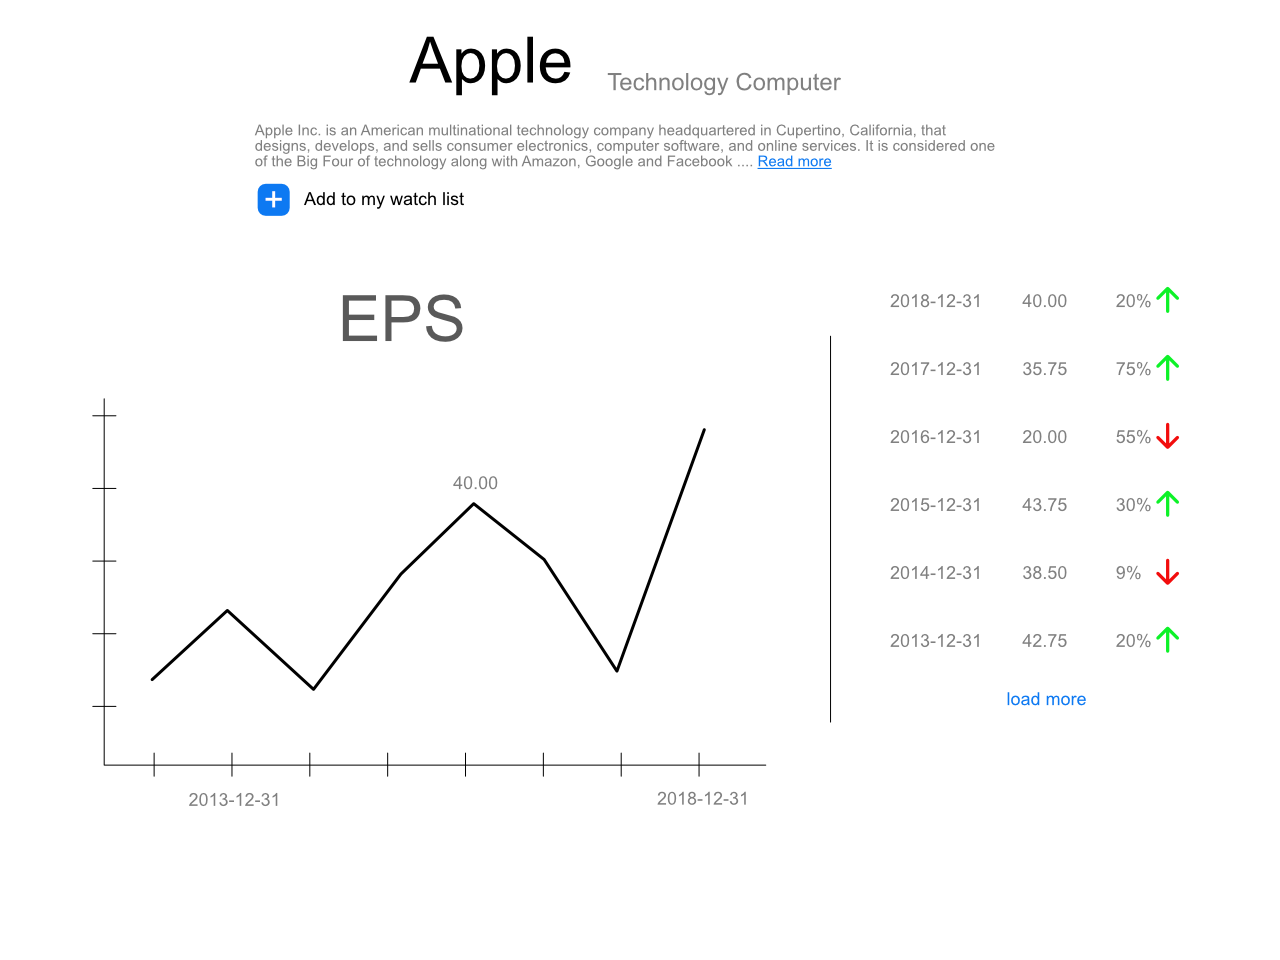 Apple
Technology Computer
Apple Inc. is an American multinational technology company headquartered in Cupertino, California, that
designs, develops, and sells consumer electronics, computer software, and online services. It is considered one
of the Big Four of technology along with Amazon, Google and Facebook .... Read more
Add to my watch list
EPS
40.00
2013-12-31
2018-12-31
2018-12-31 40.00 20%
2017-12-31 35.75 75%
2016-12-31 20.00 55%
2015-12-31 43.75 30%
2014-12-31 38.50 9%
2013-12-31 42.75 20%
load more